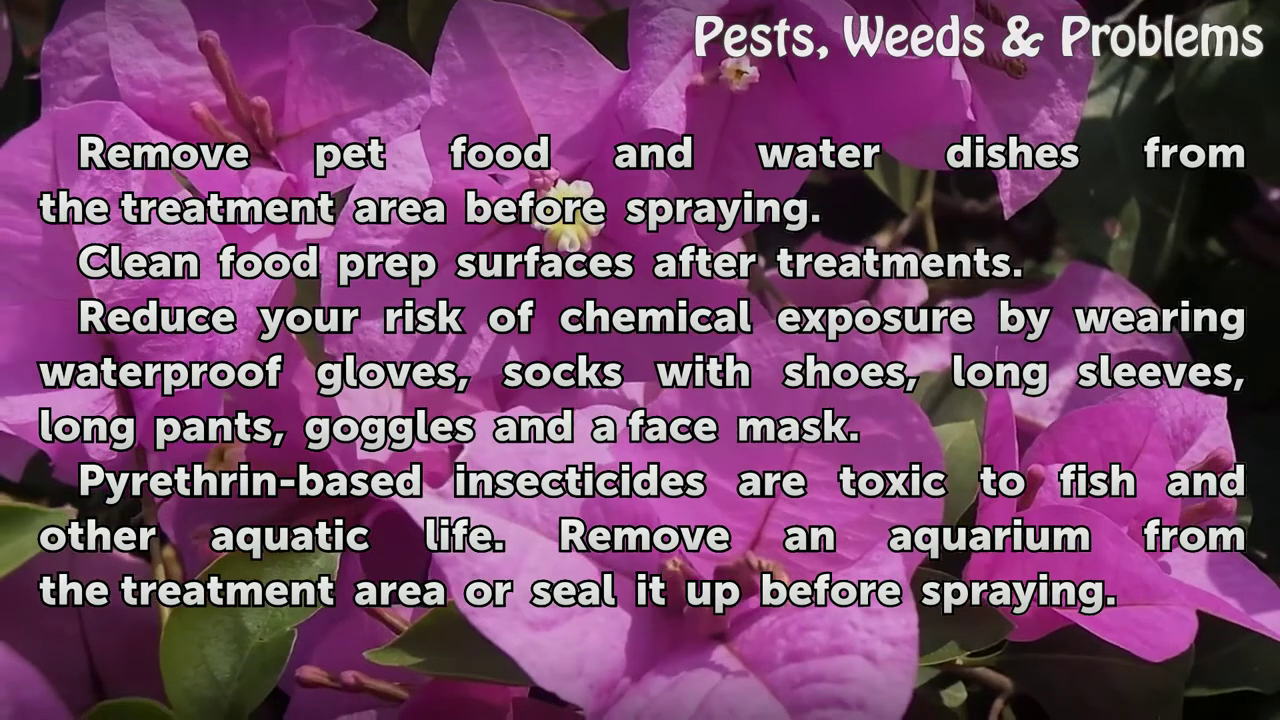 Pests, Weeds & Problems
Remove pet food and water dishes from
the treatment area before spraying.
Clean food prep surfaces after treatments.
Reduce your risk of chemical exposure by wearing
waterproof gloves, socks with shoes, long sleeves,
long pants, goggles and a face mask.
Pyrethrin-based insecticides are toxic to fish and
other aquatic life. Remove an aquarium from
the treatment area or seal it up before spraying.